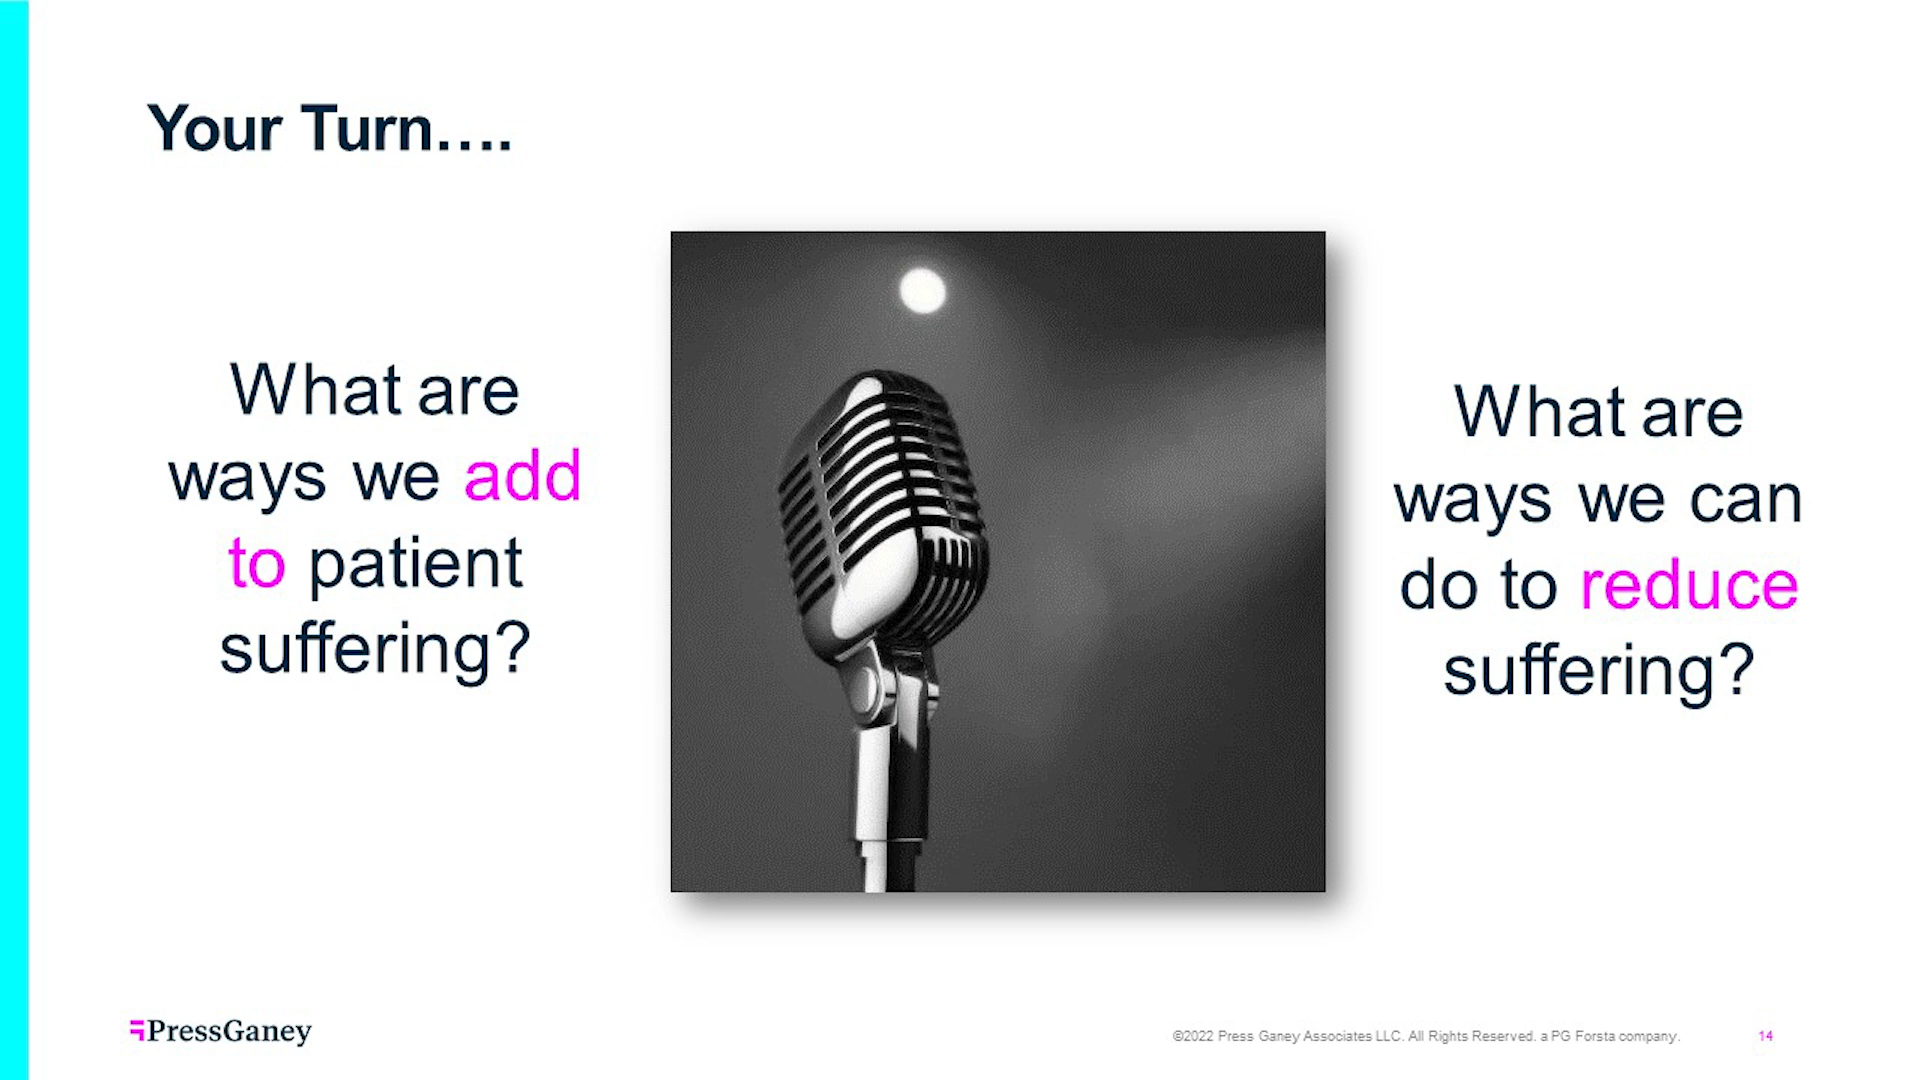 Your Turn....
What are
ways we add
to patient
suffering?
What are
ways we can
do to reduce
suffering?
PressGaney
©2022 Press Ganey Associates LLC. All Rights Reserved. a PG Forsta company.
14